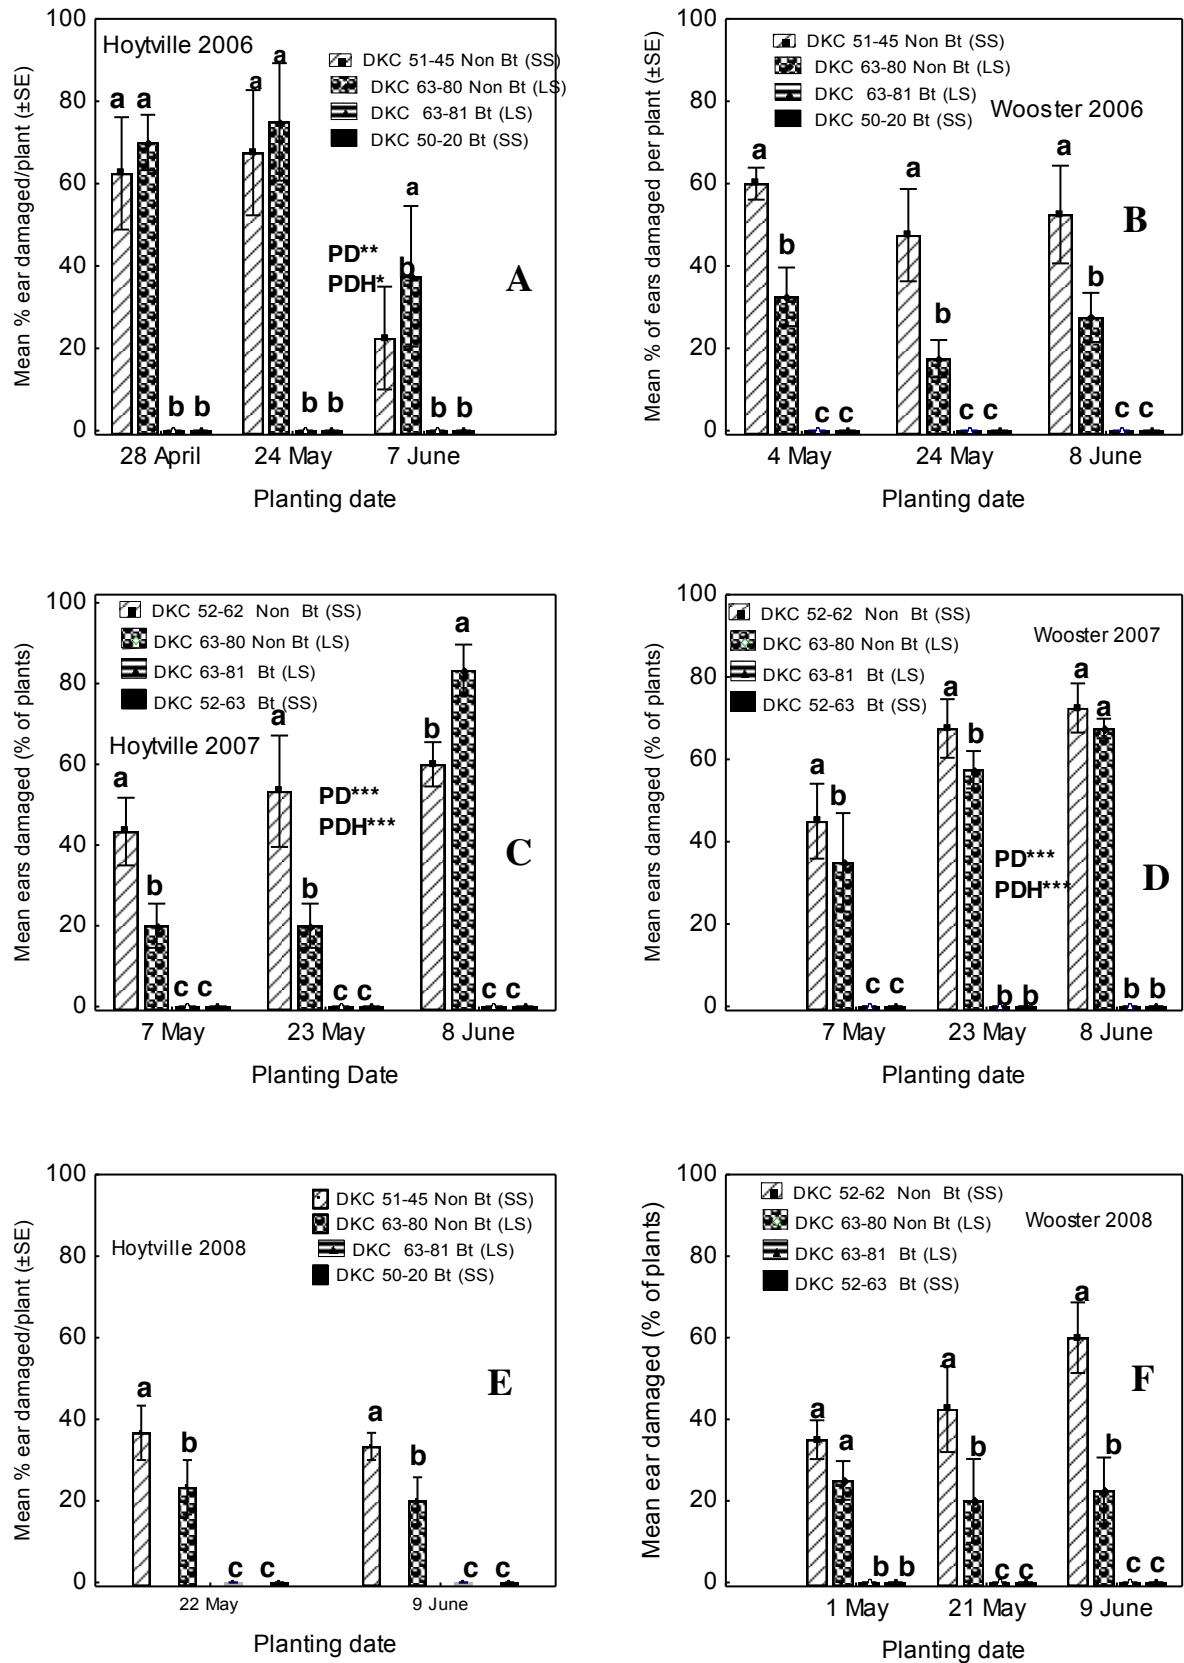 Hoytville 2006
Mean % ear damaged/plant (±SE)
100
80
60
40
20
0
DKC 51-45 Non Bt (SS)
DKC 63-80 Non Bt (LS)
DKC 63-81 Bt (LS)
DKC 50-20 Bt (SS)
a a b b
a a b b
b a b b
PD**
PDH*
A
28 April 24 May 7 June
Planting date
Mean % of ears damaged per plant (±SE)
100
80
60
40
20
0
DKC 51-45 Non Bt (SS)
DKC 63-80 Non Bt (LS)
DKC 63-81 Bt (LS)
DKC 50-20 Bt (SS)
Wooster 2006
a b c c
a b c c
a b c c
B
4 May 24 May 8 June
Planting date
Mean ears damaged (% of plants)
100
80
60
40
20
0
DKC 52-62 Non Bt (SS)
DKC 63-80 Non Bt (LS)
DKC 63-81 Bt (LS)
DKC 52-63 Bt (SS)
Hoytville 2007
a b c c
a c c
b a c c
PD***
PDH***
C
7 May 23 May 8 June
Planting Date
Mean ears damaged (% of plants)
100
80
60
40
20
0
DKC 52-62 Non Bt (SS)
DKC 63-80 Non Bt (LS)
DKC 63-81 Bt (LS)
DKC 52-63 Bt (SS)
Wooster 2007
a b c c
a b b b
a a b b
PD***
PDH***
D
7 May 23 May 8 June
Planting date
Mean % ear damaged/plant (±SE)
100
80
60
40
20
0
DKC 51-45 Non Bt (SS)
DKC 63-80 Non Bt (LS)
DKC 63-81 Bt (LS)
DKC 50-20 Bt (SS)
Hoytville 2008
a b c c
a b c c
E
22 May 9 June
Planting date
Mean ear damaged (% of plants)
100
80
60
40
20
0
DKC 52-62 Non Bt (SS)
DKC 63-80 Non Bt (LS)
DKC 63-81 Bt (LS)
DKC 52-63 Bt (SS)
Wooster 2008
a a b b
a b c c
a b c c
F
1 May 21 May 9 June
Planting date